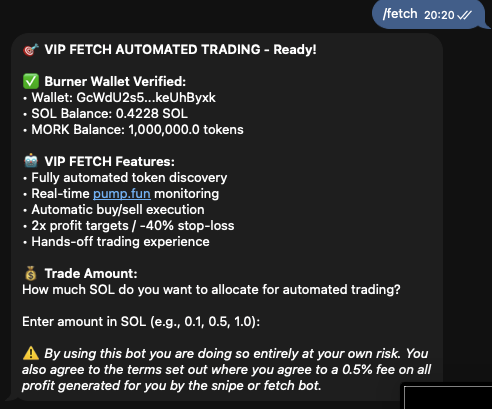 /fetch 20:20
🎯 VIP FETCH AUTOMATED TRADING - Ready!
✅ Burner Wallet Verified:
• Wallet: GcWdU2s5...keUhByxk
• SOL Balance: 0.4228 SOL
• MORK Balance: 1,000,000.0 tokens
🤖 VIP FETCH Features:
• Fully automated token discovery
• Real-time pump.fun monitoring
• Automatic buy/sell execution
• 2x profit targets / -40% stop-loss
• Hands-off trading experience
💰 Trade Amount:
How much SOL do you want to allocate for automated trading?
Enter amount in SOL (e.g., 0.1, 0.5, 1.0):
⚠️ By using this bot you are doing so entirely at your own risk. You
also agree to the terms set out where you agree to a 0.5% fee on all
profit generated for you by the snipe or fetch bot.